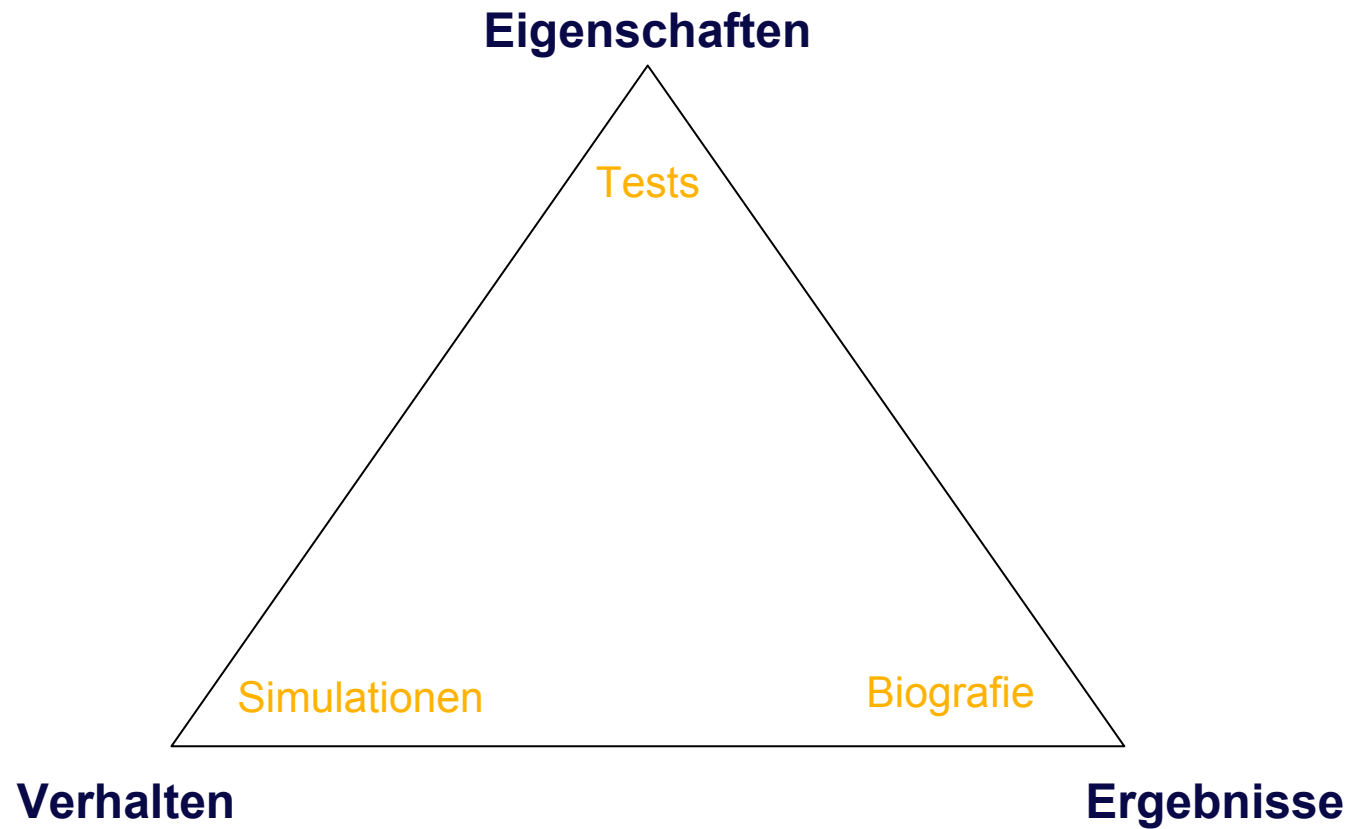 Eigenschaften
Tests
Simulationen
Biografie
Verhalten
Ergebnisse